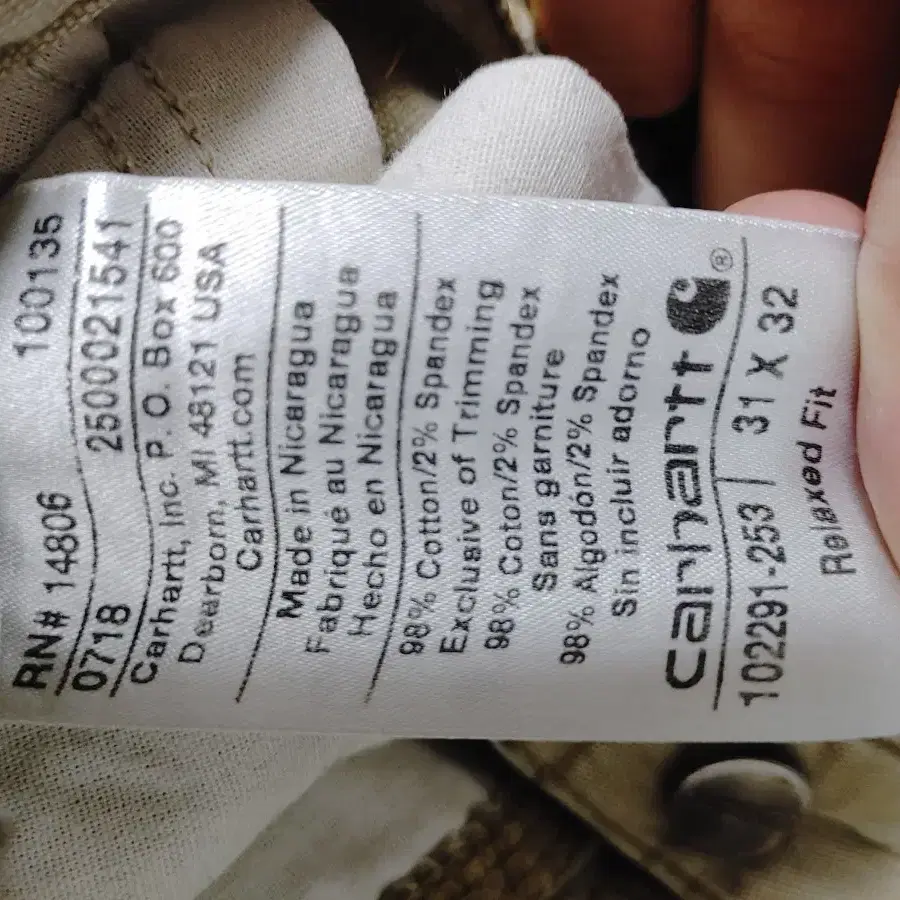 RN# 14806 100135
0718 2500021541
Carhartt, Inc. P. O. Box 600
Dearborn, MI 48121 USA
Carhartt.com
Made in Nicaragua
Fabriqué au Nicaragua
Hecho en Nicaragua
98% Cotton/2% Spandex
Exclusive of Trimming
98% Coton/2% Spandex
Sans garniture
98% Algodón/2% Spandex
Sin incluir adorno
carhartt ®
102291-253 31 X 32
Relaxed Fit